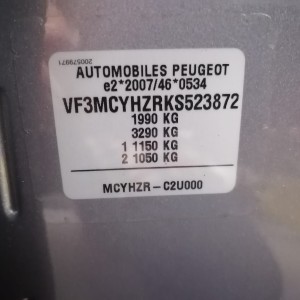 AUTOMOBILES PEUGEOT
e2*2007/46*0534
VF3MCYHZRKS523872
1990 KG
3290 KG
1 1150 KG
2 1050 KG
MCYHZR-C2U000